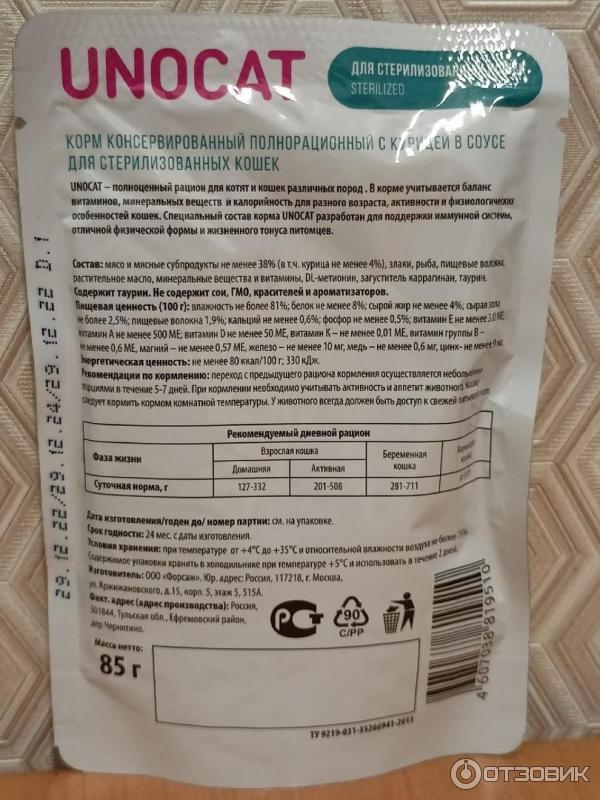 UNOCAT
ДЛЯ СТЕРИЛИЗОВАН
STERILIZED
КОРМ КОНСЕРВИРОВАННЫЙ ПОЛНОРАЦИОННЫЙ С КУРИЦЕЙ В СОУСЕ
ДЛЯ СТЕРИЛИЗОВАННЫХ КОШЕК
UNOCAT – полноценный рацион для котят и кошек различных пород . В корме учитывается баланс
витаминов, минеральных веществ и калорийность для разного возраста, активности и физиологических
особенностей кошек. Специальный состав корма UNOCAT разработан для поддержки иммунной системы,
отличной физической формы и жизненного тонуса питомцев.
Состав: мясо и мясные субпродукты не менее 38% (в т.ч. курица не менее 4%), злаки, рыба, пищевые волокна,
растительное масло, минеральные вещества и витамины, DL-метионин, загуститель каррагинан, таурин.
Содержит таурин. Не содержит сои, ГМО, красителей и ароматизаторов.
Пищевая ценность (100 г): влажность не более 81%; белок не менее 8%; сырой жир не менее 4%; сырая зола
не более 2,5%; пищевые волокна 1,9%; кальций не менее 0,6%; фосфор не менее 0,5%; витамин Е не менее 3,0 МЕ,
витамин А не менее 500 МЕ; витамин D не менее 50 МЕ, витамин К – не менее 0,01 МЕ, витамин группы В –
не менее 0,6 МЕ, магний – не менее 0,57 МЕ, железо – не менее 10 мг, медь – не менее 0,6 мг, цинк- не менее 9 мг.
Энергетическая ценность: не менее 80 ккал/100 г; 330 кДж.
Рекомендации по кормлению: переход с предыдущего рациона кормления осуществляется небольшими
порциями в течение 5-7 дней. При кормлении необходимо учитывать активность и аппетит животного. Кошку
следует кормить кормом комнатной температуры. У животного всегда должен быть доступ к свежей питьевой
Рекомендуемый дневной рацион
Фаза жизни
Взрослая кошка
Беременная
кошка
Домашняя
Активная
Суточная норма, г
127-332
201-508
281-711
Дата изготовления/годен до/ номер партии: см. на упаковке.
Срок годности: 24 мес. с даты изготовления.
Условия хранения: при температуре от +4°С до +35°С и относительной влажности воздуха не более 75%.
Содержимое упаковки хранить в холодильнике при температуре +5°С и использовать в течение 2 дней.
Изготовитель: ООО «Форсаж». Юр. адрес: Россия, 117218, г. Москва,
ул. Кржижановского, д.15, корп. 5, этаж 5, 515А.
Факт. адрес (адрес производства): Россия,
301844, Тульская обл., Ефремовский район,
дер Чернятино.
Масса нетто:
85 г
РСТ
90
C/PP
4 607038 819510
ТУ 9219-031-35266941-2015
ОТЗОВИК